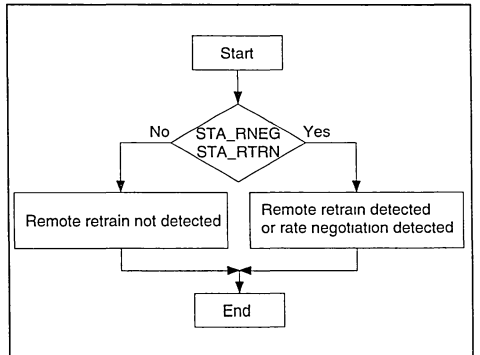 Start
No
STA_RNEG
STA_RTRN
Yes
Remote retrain not detected
Remote retrain detected
or rate negotiation detected
End